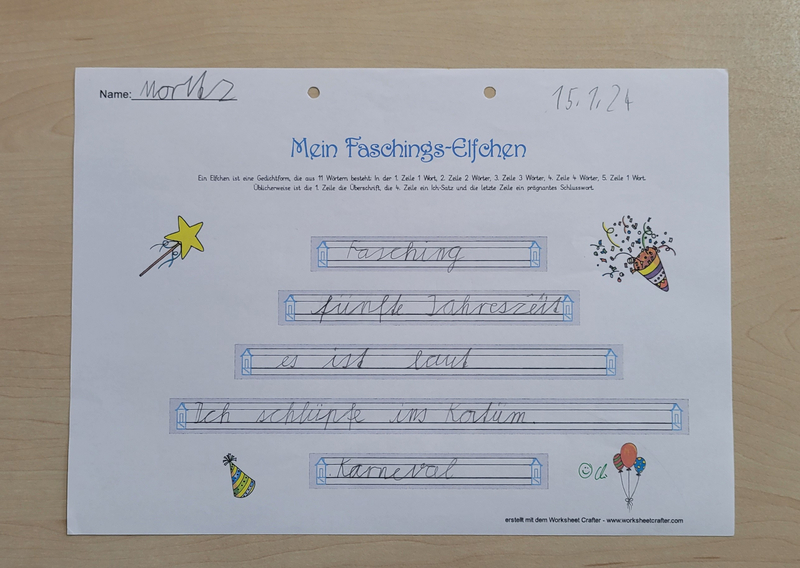 Name: Moritz
15.1.24
Mein Faschings-Elfchen
Ein Elfchen ist eine Gedichtform, die aus 11 Wörtern besteht: In der 1. Zeile 1 Wort, 2. Zeile 2 Wörter, 3. Zeile 3 Wörter, 4. Zeile 4 Wörter, 5. Zeile 1 Wort.
Üblicherweise ist die 1. Zeile die Überschrift, die 4. Zeile ein Ich-Satz und die letzte Zeile ein prägnantes Schlusswort.
Fasching
fünfte Jahreszeit
es ist laut
Ich schlüpfe ins Kostüm.
Karneval
erstellt mit dem Worksheet Crafter - www.worksheetcrafter.com